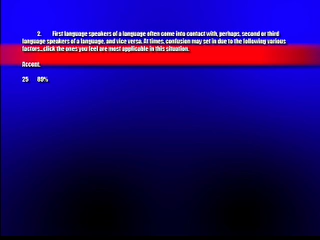 2. First language speakers of a language often come into contact with, perhaps, second or third
language speakers of a language, and vice versa. At times, confusion may set in due to the following various
factors...click the ones you feel are most applicable in this situation.
Accent.
25 89%